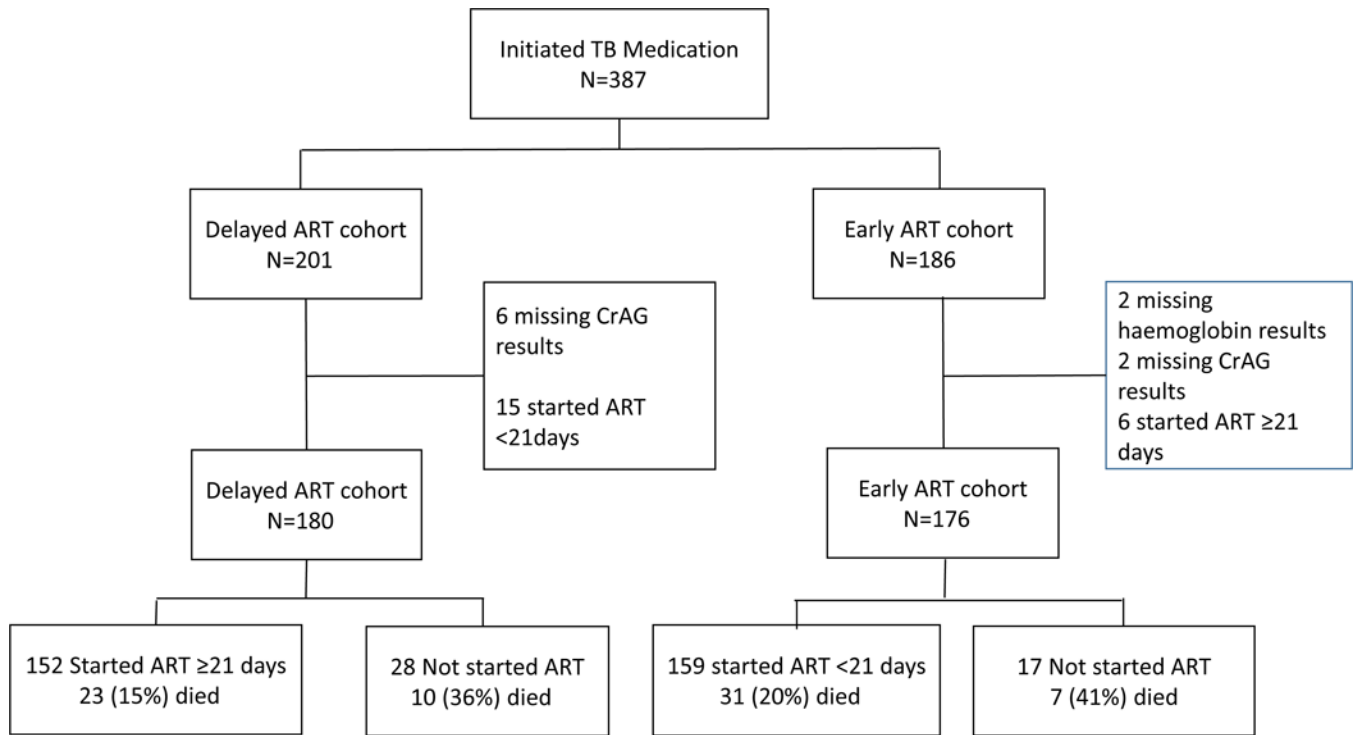 Initiated TB Medication
N=387
Delayed ART cohort
N=201
Early ART cohort
N=186
6 missing CrAG
results
15 started ART
<21days
2 missing
haemoglobin results
2 missing CrAG
results
6 started ART ≥21
days
Delayed ART cohort
N=180
Early ART cohort
N=176
152 Started ART ≥21 days
23 (15%) died
28 Not started ART
10 (36%) died
159 started ART <21 days
31 (20%) died
17 Not started ART
7 (41%) died